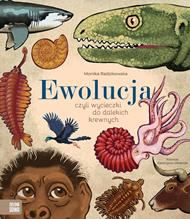 Monika Radzikowska
Ewolucja
czyli wycieczki
do dalekich
krewnych